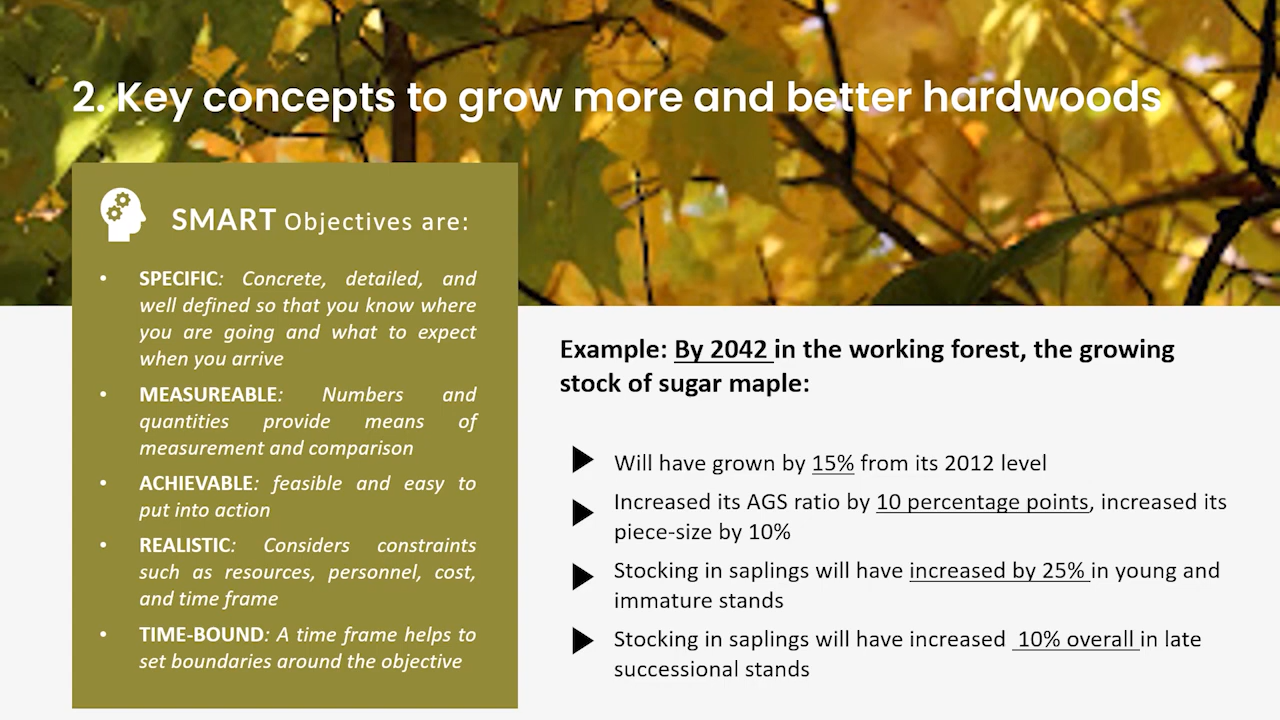 2. Key concepts to grow more and better hardwoods
SMART Objectives are:
• SPECIFIC: Concrete, detailed, and
well defined so that you know where
you are going and what to expect
when you arrive
• MEASUREABLE: Numbers and
quantities provide means of
measurement and comparison
• ACHIEVABLE: feasible and easy to
put into action
• REALISTIC: Considers constraints
such as resources, personnel, cost,
and time frame
• TIME-BOUND: A time frame helps to
set boundaries around the objective
Example: By 2042 in the working forest, the growing
stock of sugar maple:
Will have grown by 15% from its 2012 level
Increased its AGS ratio by 10 percentage points, increased its
piece-size by 10%
Stocking in saplings will have increased by 25% in young and
immature stands
Stocking in saplings will have increased 10% overall in late
successional stands